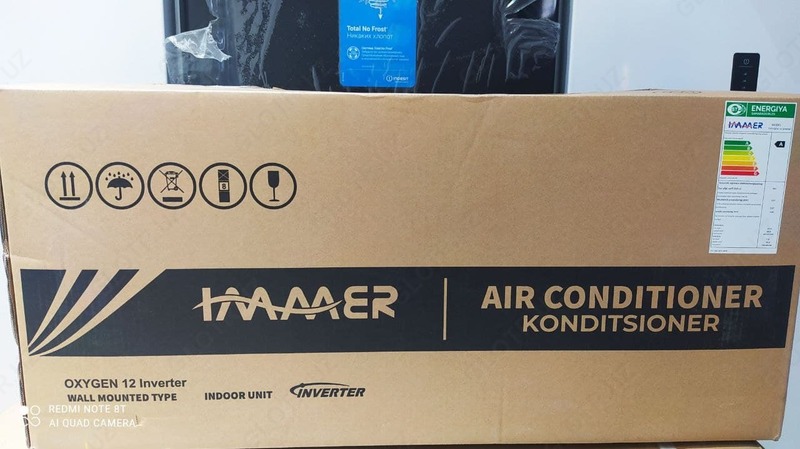 Total No Frost
Никаких хлопот
INDESIT
ENERGIYA
IMMER
A
IMMER
AIR CONDITIONER
KONDITSIONER
OXYGEN 12 Inverter
WALL MOUNTED TYPE
INDOOR UNIT
INVERTER
REDMI NOTE 8T
AI QUAD CAMERA